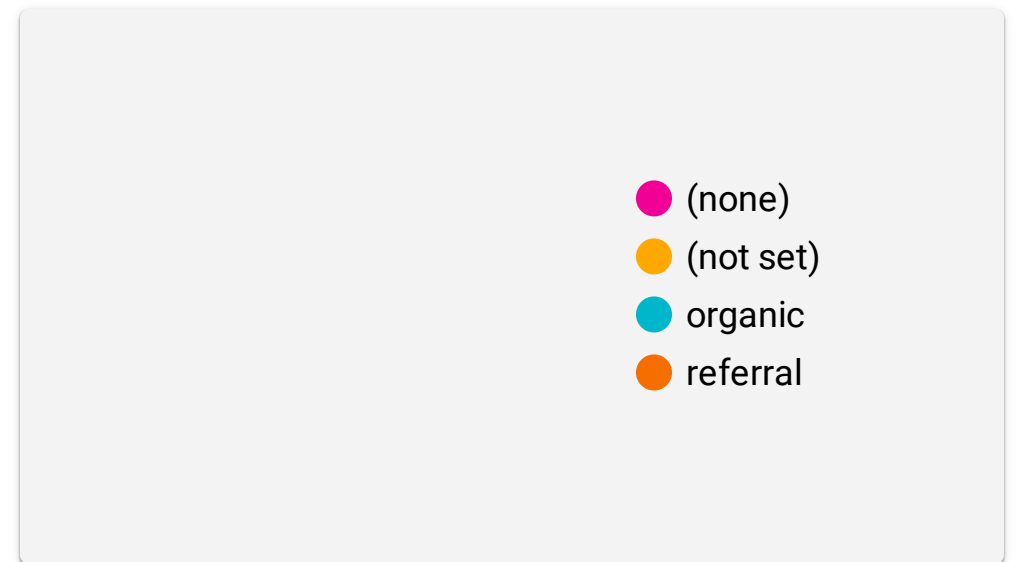 (none)
(not set)
organic
referral